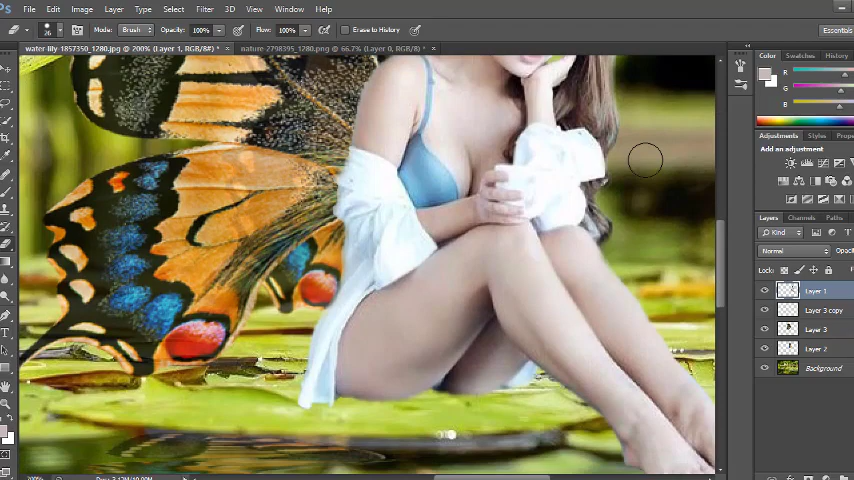 Ps File Edit Image Layer Type Select Filter 3D View Window Help
26 Mode: Brush Opacity: 100% Flow: 100% Erase to History Essentials
water-lily-1857350_1280.jpg @ 200% (Layer 1, RGB/8#) * × nature-2798395_1280.png @ 66.7% (Layer 0, RGB/8) * ×
Color Swatches Styles
R
G
B
Adjustments Styles
Add an adjustment
Layers Channels Paths
Kind
Normal
Lock:
Layer 1
Layer 3 copy
Layer 3
Layer 2
Background